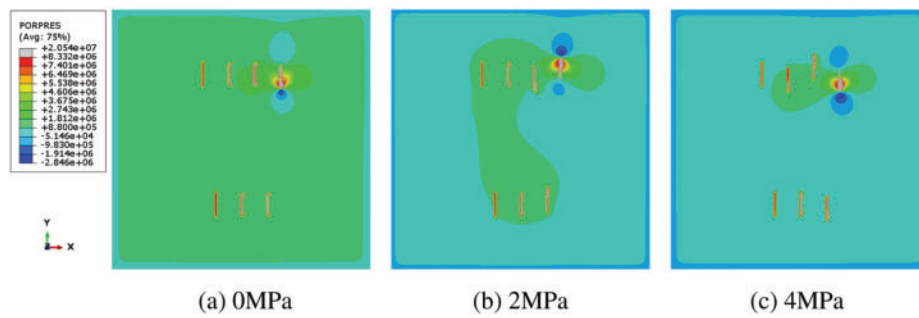 PORPRES
(Avg: 75%)
+2.054e+07
+8.332e+06
+7.401e+06
+6.469e+06
+5.538e+06
+4.606e+06
+3.675e+06
+2.743e+06
+1.812e+06
+8.800e+05
-5.146e+04
-9.830e+05
-1.914e+06
-2.846e+06
Y
Z X
(a) 0MPa (b) 2MPa (c) 4MPa